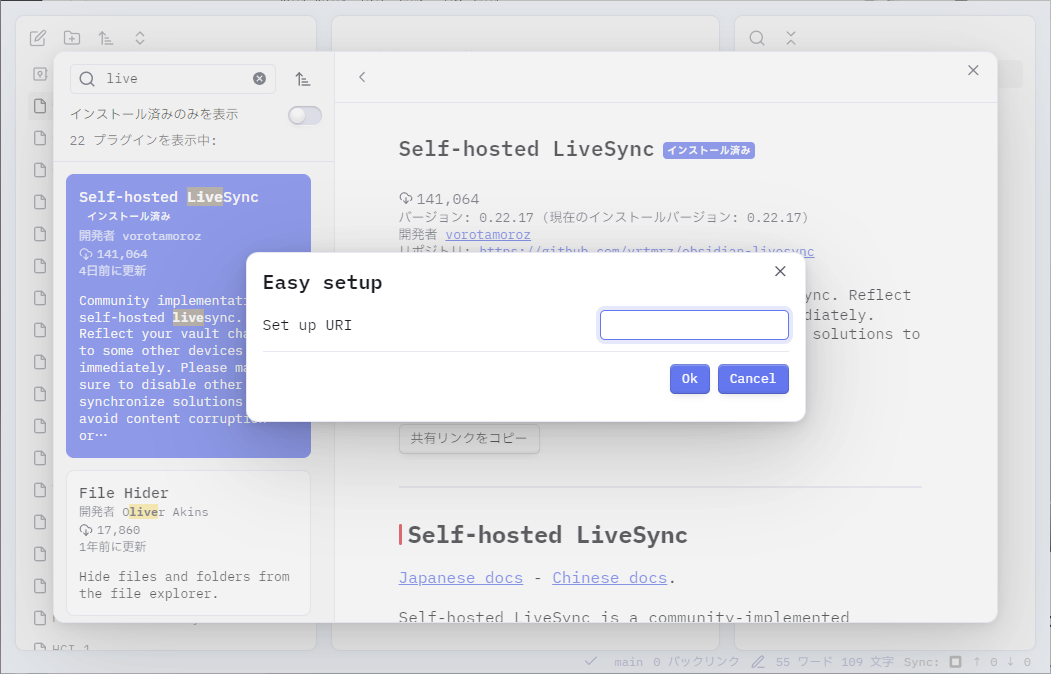 live
インストール済みのみを表示
22 プラグインを表示中:
Self-hosted LiveSync
インストール済み
開発者 vorotamoroz
141,064
4日前に更新
Community implementati
self-hosted livesync.
Reflect your vault cha
to some other devices
immediately. Please ma
sure to disable other
synchronize solutions
avoid content corruption
or…
File Hider
開発者 Oliver Akins
17,860
1年前に更新
Hide files and folders from
the file explorer.
Self-hosted LiveSync インストール済み
141,064
バージョン: 0.22.17 (現在のインストールバージョン: 0.22.17)
開発者 vorotamoroz
リポジトリ: https://github.com/vrtmrz/obsidian-livesync
ync. Reflect
diately.
solutions to
Easy setup
Set up URI
Ok
Cancel
共有リンクをコピー
Self-hosted LiveSync
Japanese docs - Chinese docs.
Self-hosted LiveSync is a community-implemented
HCI 1
main 0 バックリンク 55 ワード 109 文字 Sync: ↑ 0 ↓ 0